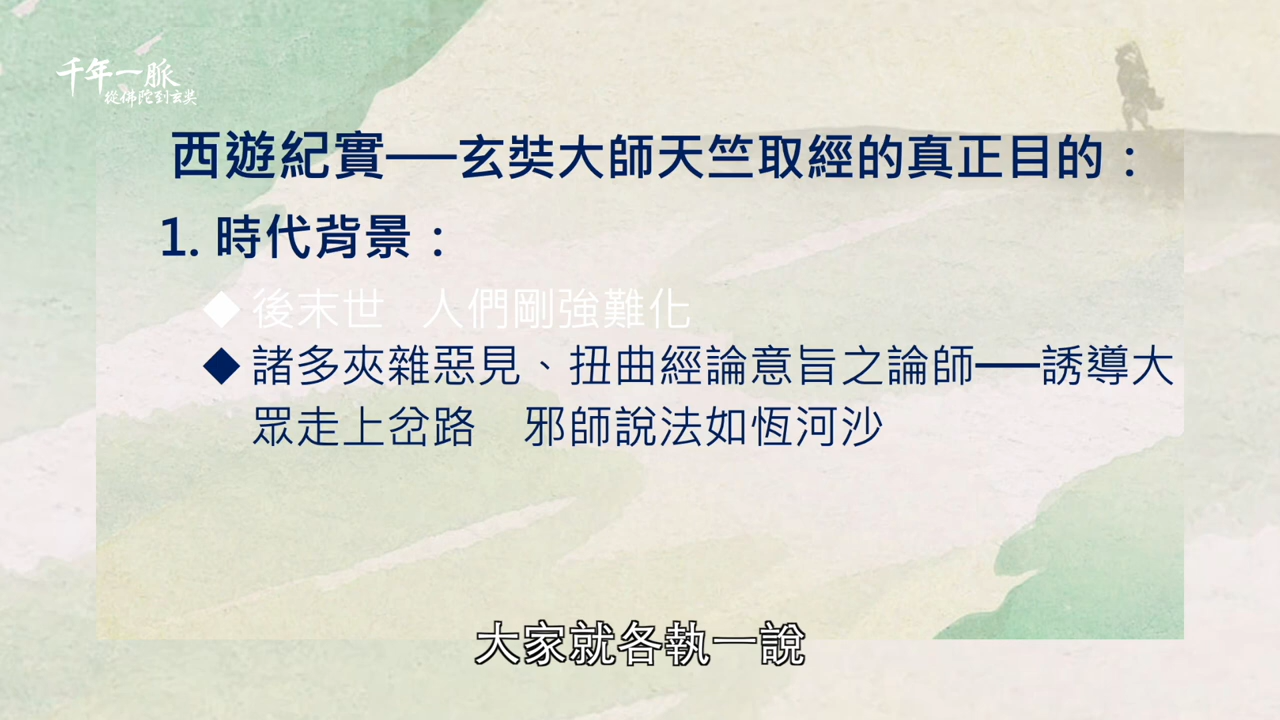 千年一脈
從佛陀到玄奘
西遊紀實──玄奘大師天竺取經的真正目的：
1. 時代背景：
◆ 後末世 人們剛強難化
◆ 諸多夾雜惡見、扭曲經論意旨之論師──誘導大
眾走上岔路 邪師說法如恆河沙
大家就各執一說